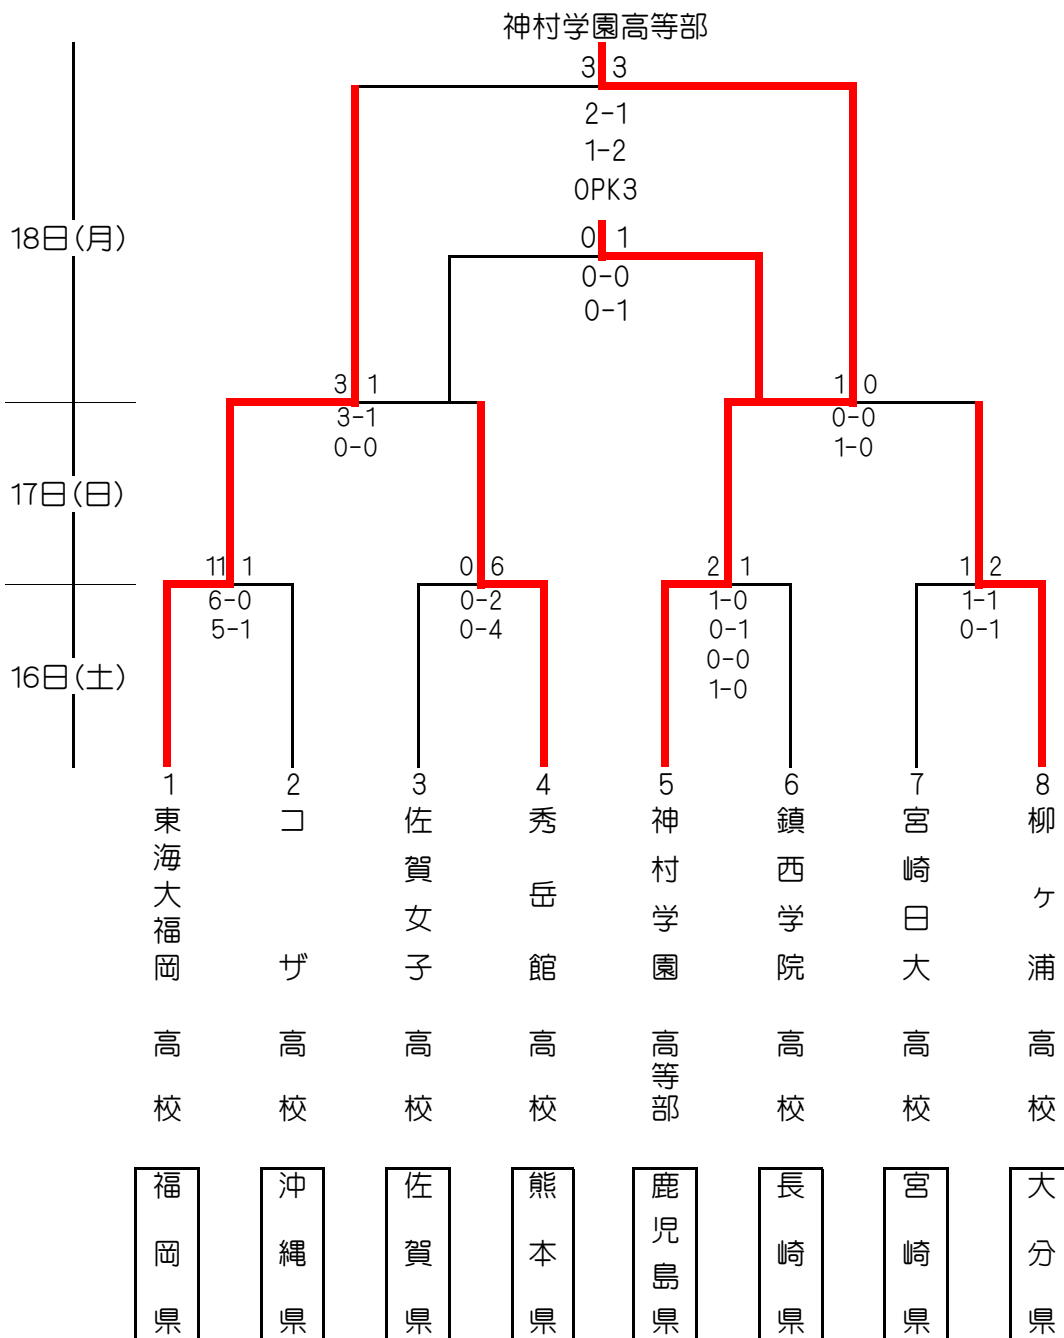 神村学園高等部
3 3
2-1
1-2
0PK3
18日(月)
0 1
0-0
0-1
3 1
3-1
0-0
1 0
0-0
1-0
17日(日)
11 1
6-0
5-1
0 6
0-2
0-4
2 1
1-0
0-1
0-0
1-0
1 2
1-1
0-1
16日(土)
1
東海大福岡高校
福岡県
2
コザ高校
沖縄県
3
佐賀女子高校
佐賀県
4
秀岳館高校
熊本県
5
神村学園高等部
鹿児島県
6
鎮西学院高校
長崎県
7
宮崎日大高校
宮崎県
8
柳ヶ浦高校
大分県